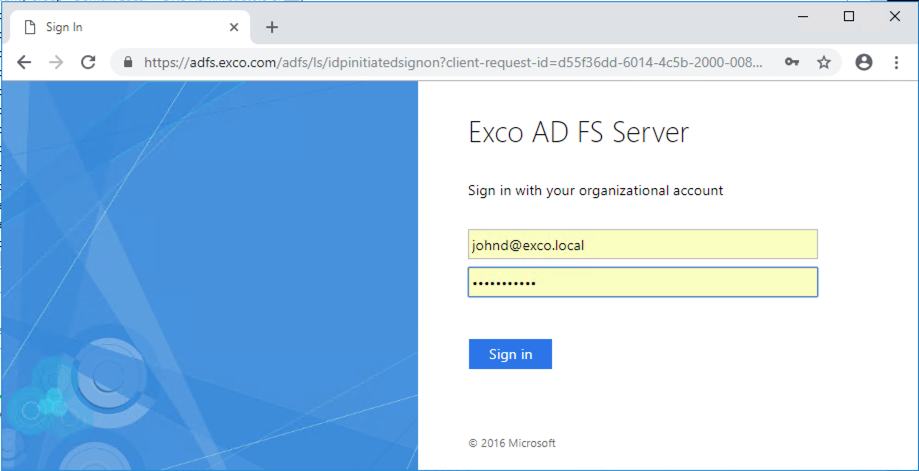 Sign In
https://adfs.exco.com/adfs/ls/idpinitiatedsignon?client-request-id=d55f36dd-6014-4c5b-2000-008...
Exco AD FS Server
Sign in with your organizational account
johnd@exco.local
•••••••••••
Sign in
© 2016 Microsoft